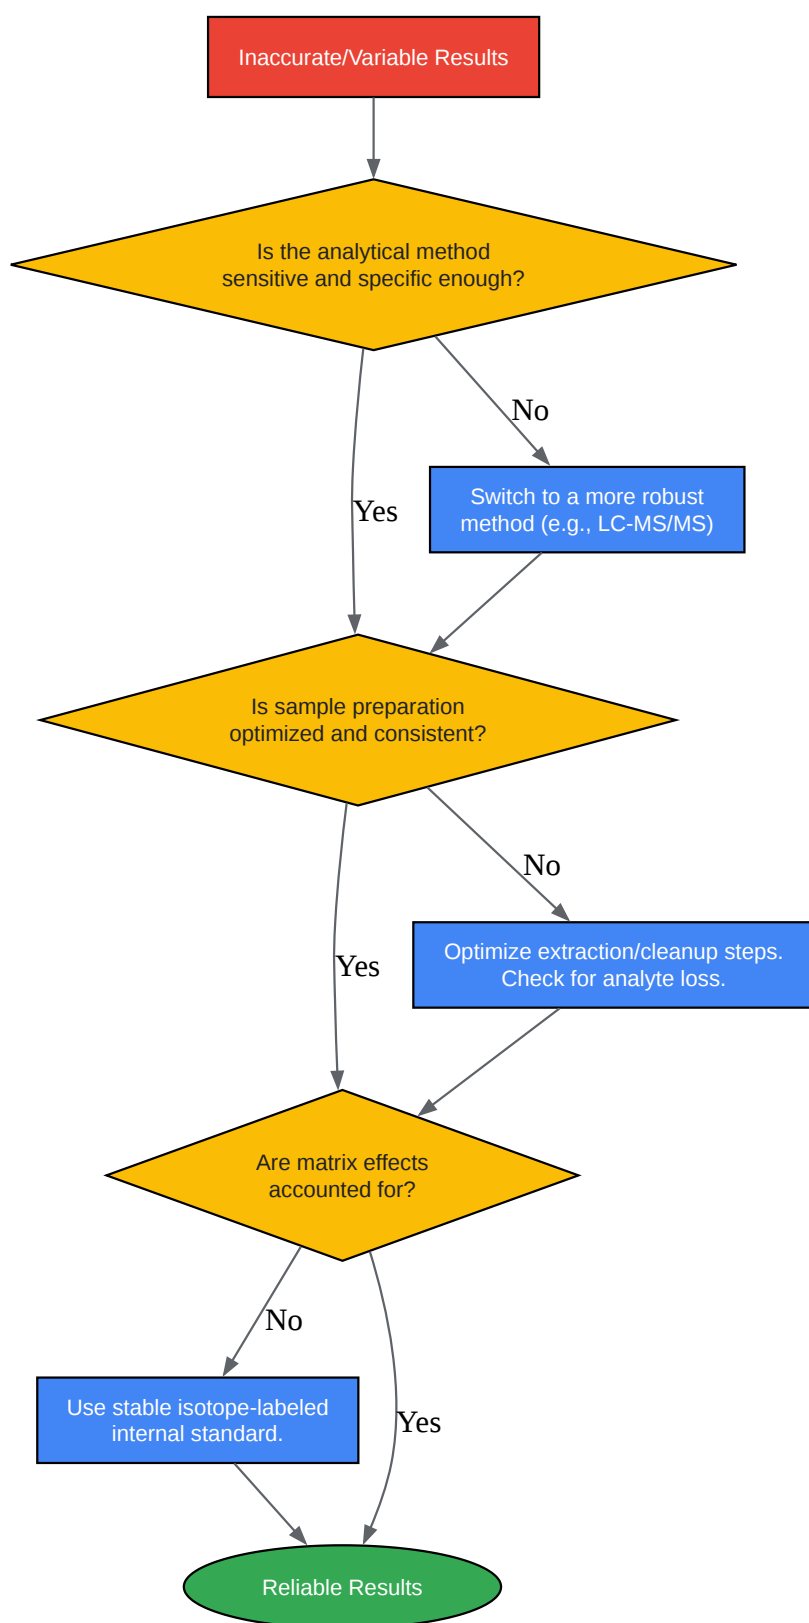 Inaccurate/Variable Results
Is the analytical method
sensitive and specific enough?
No
Yes
Switch to a more robust
method (e.g., LC-MS/MS)
Is sample preparation
optimized and consistent?
No
Yes
Optimize extraction/cleanup steps.
Check for analyte loss.
Are matrix effects
accounted for?
No
Yes
Use stable isotope-labeled
internal standard.
Reliable Results